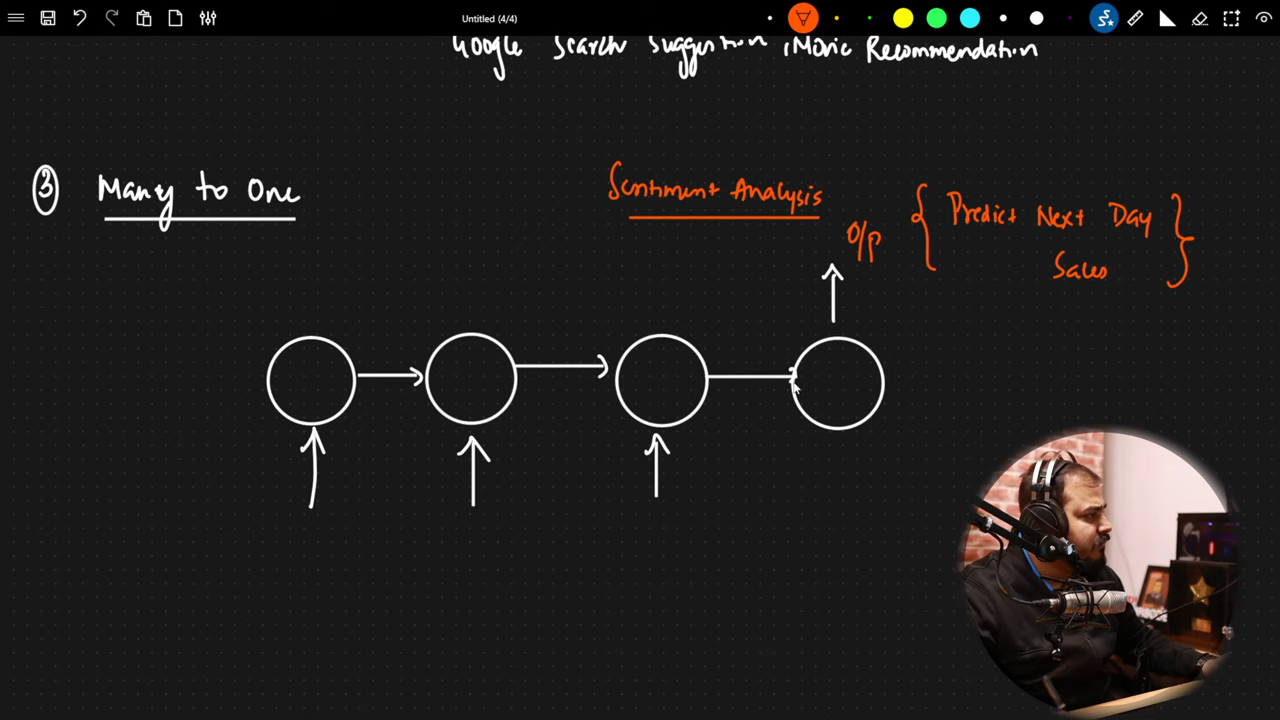 Untitled (4/4)
Google Search Suggestion, Movie Recommendation
③ Many to One
Sentiment Analysis
O/P { Predict Next Day
Sales }